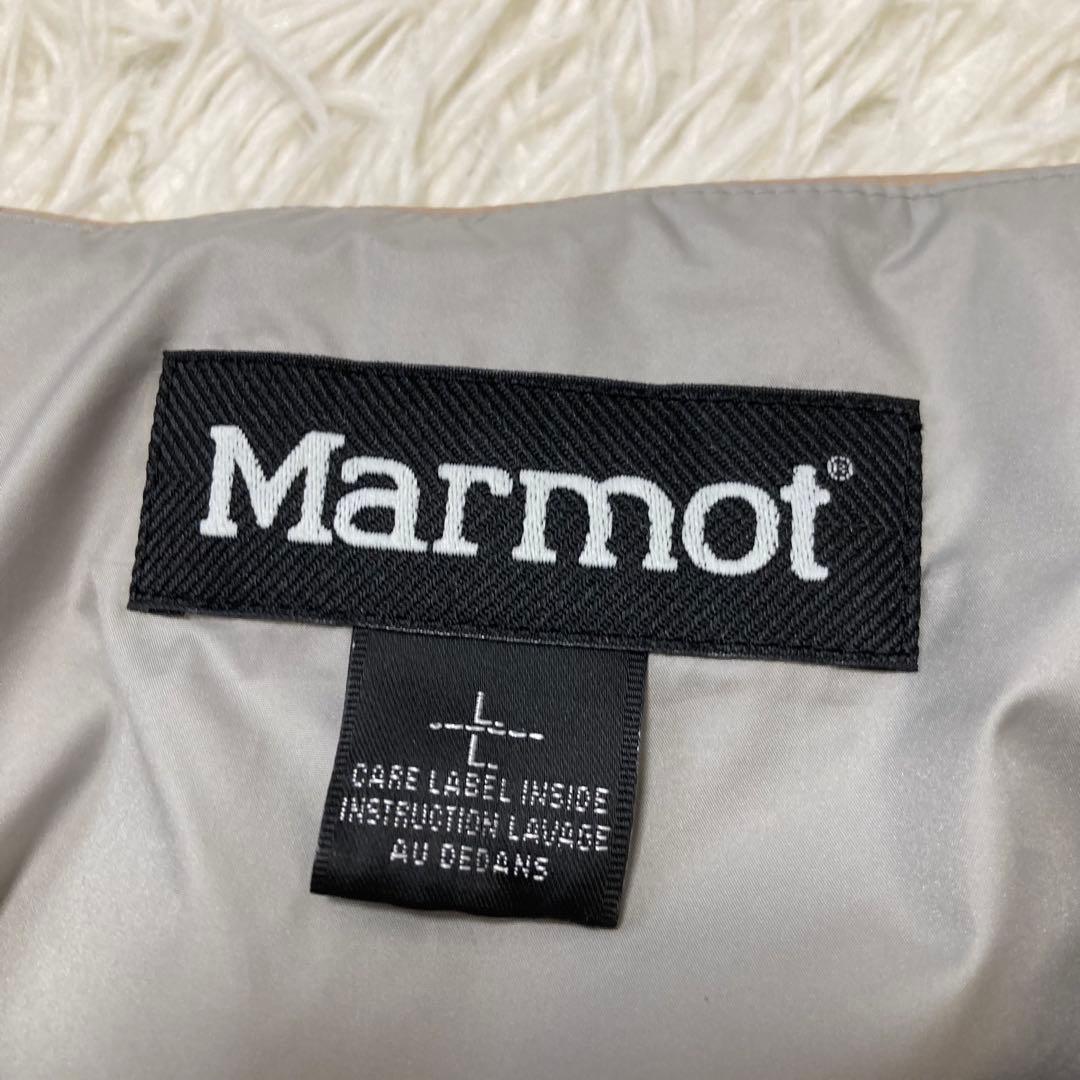 Marmot®
L
L
CARE LABEL INSIDE
INSTRUCTION LAVAGE
AU DEDANS